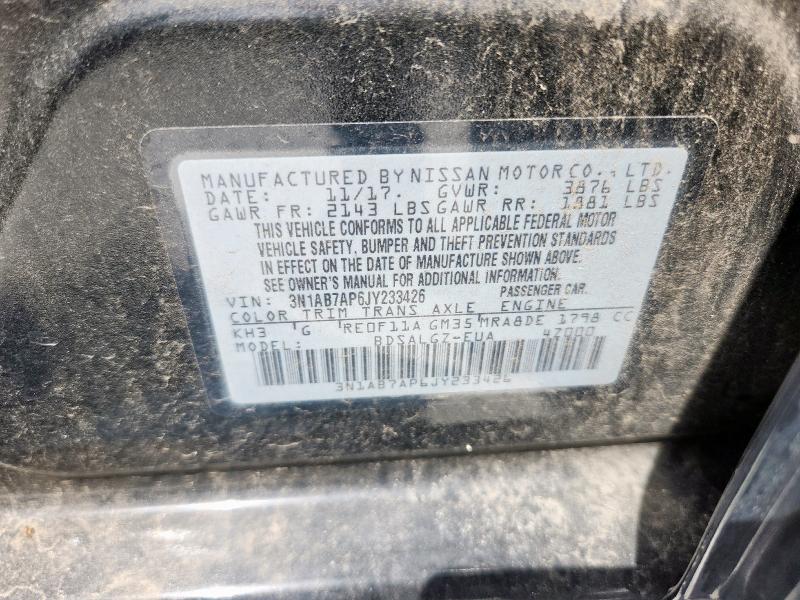 MANUFACTURED BY NISSAN MOTOR CO., LTD.
DATE: 11/17. GVWR: 3876 LBS
GAWR FR: 2143 LBS GAWR RR: 1881 LBS
THIS VEHICLE CONFORMS TO ALL APPLICABLE FEDERAL MOTOR
VEHICLE SAFETY, BUMPER AND THEFT PREVENTION STANDARDS
IN EFFECT ON THE DATE OF MANUFACTURE SHOWN ABOVE.
SEE OWNER'S MANUAL FOR ADDITIONAL INFORMATION.
VIN: 3N1AB7AP6JY233426 PASSENGER CAR.
COLOR TRIM TRANS AXLE ENGINE
KH3 G RE0F11A GM35 MRA8DE 1798 CC
MODEL: BDSALGZ-EUA 47000
3N1AB7AP6JY233426